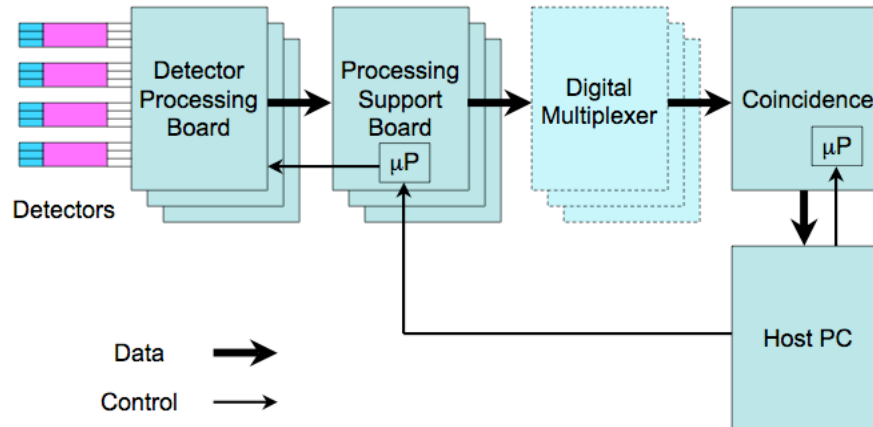 Detector
Processing
Board
Processing
Support
Board
μP
Digital
Multiplexer
Coincidence
μP
Detectors
Host PC
Data
Control